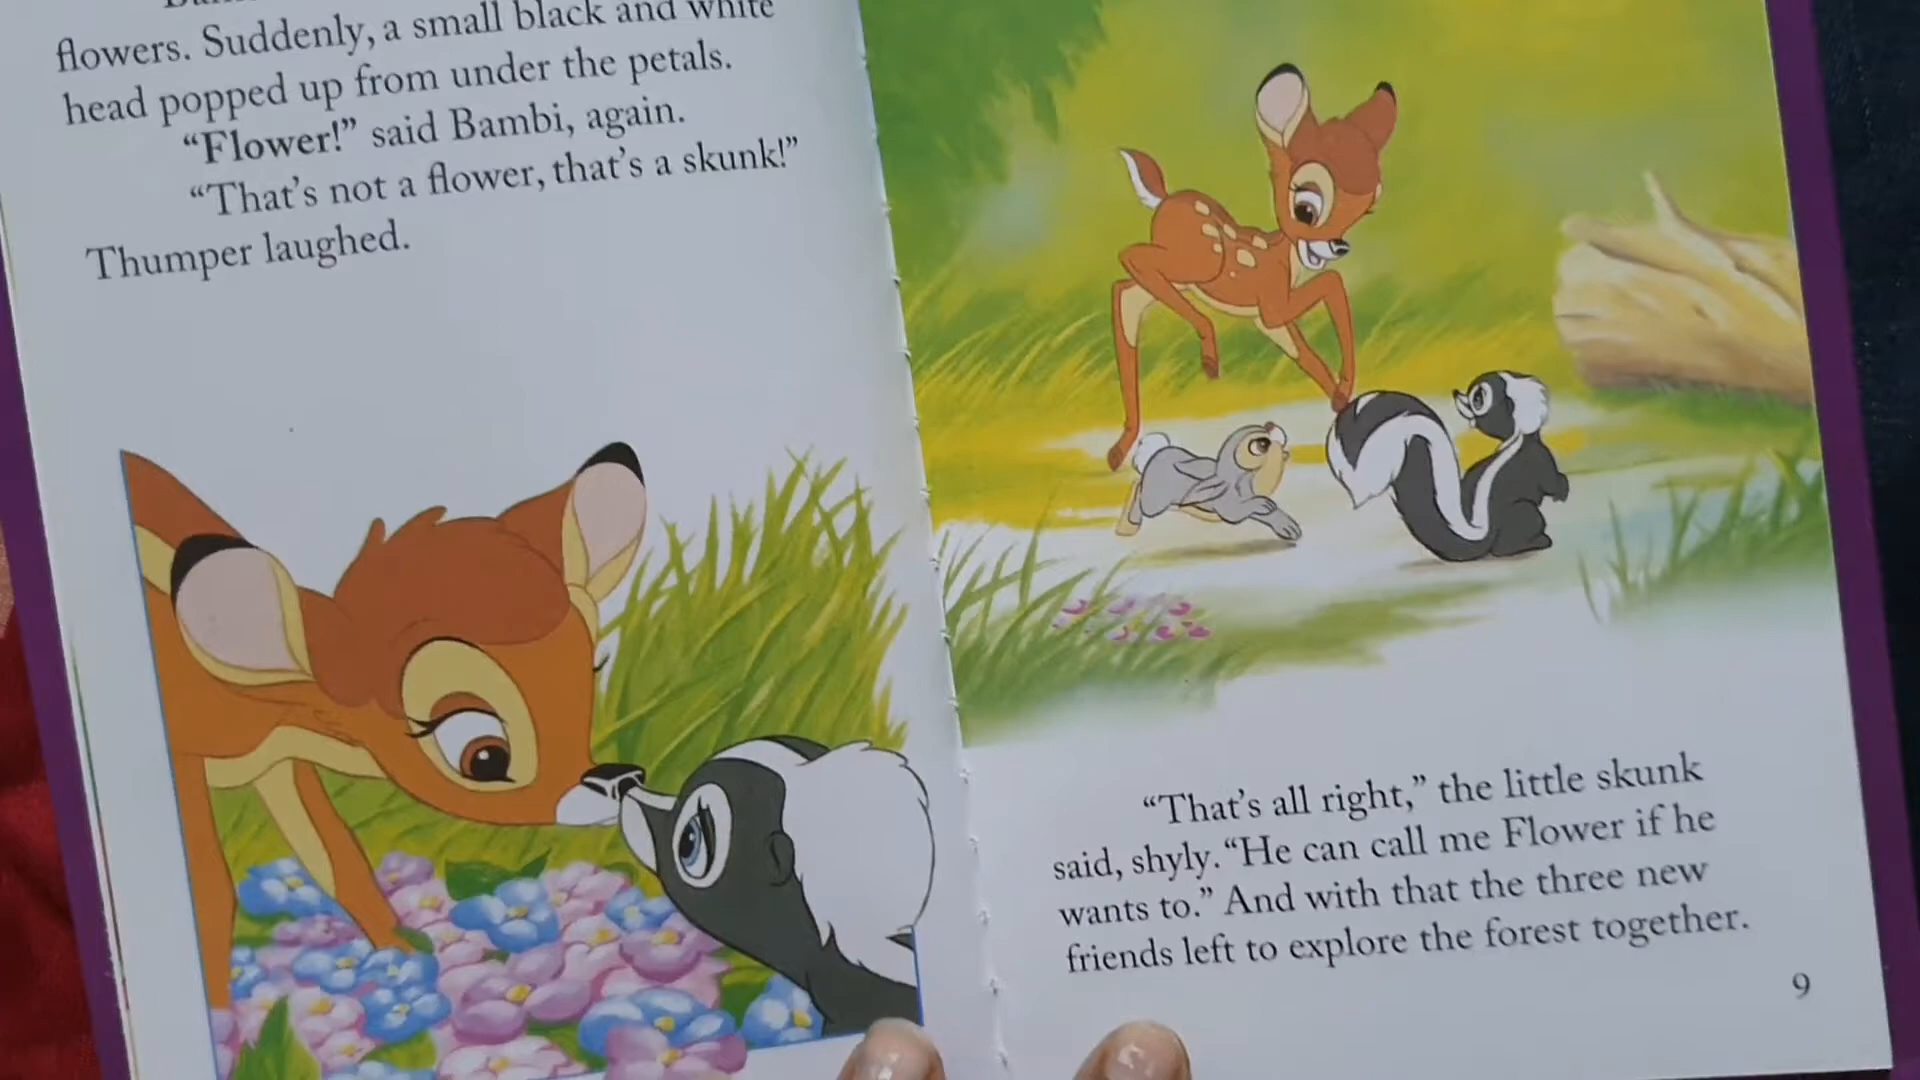 flowers. Suddenly, a small black and white
head popped up from under the petals.
“Flower!” said Bambi, again.
“That’s not a flower, that’s a skunk!”
Thumper laughed.
“That’s all right,” the little skunk
said, shyly. “He can call me Flower if he
wants to.” And with that the three new
friends left to explore the forest together.
9